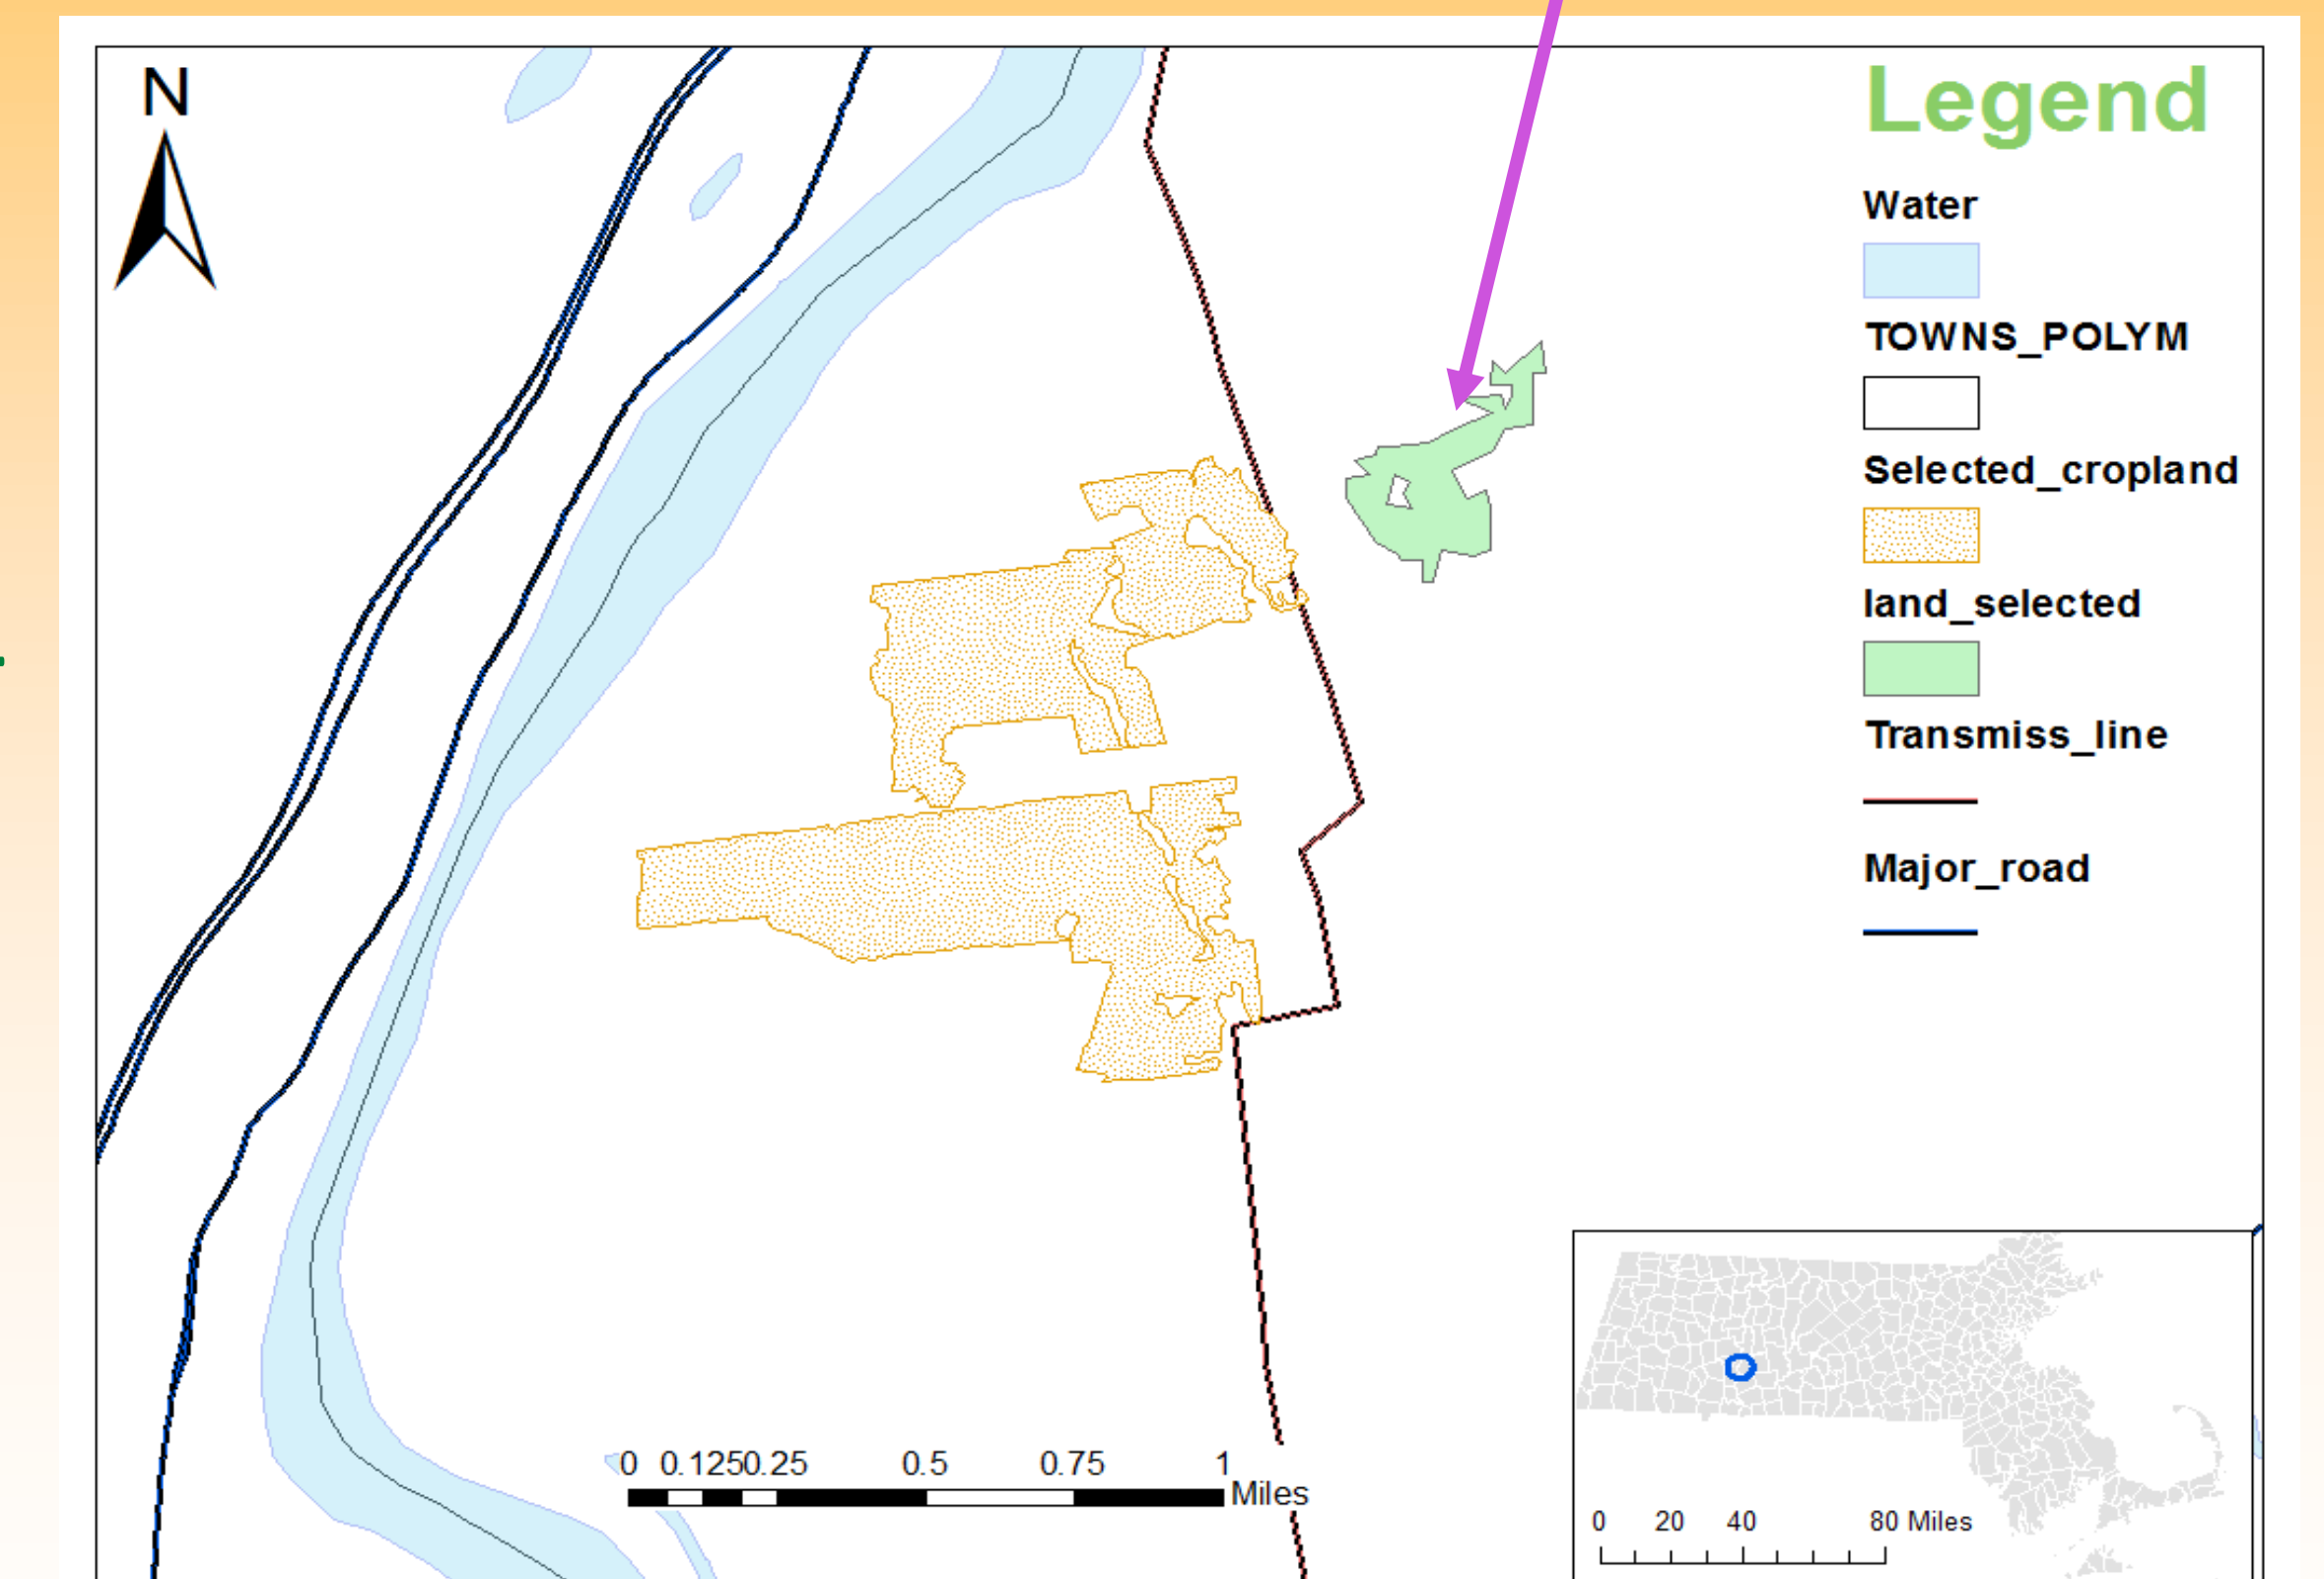 N
Legend
Water
TOWNS_POLYM
Selected_cropland
land_selected
Transmiss_line
Major_road
0 0.1250.25 0.5 0.75 1
Miles
0 20 40 80 Miles